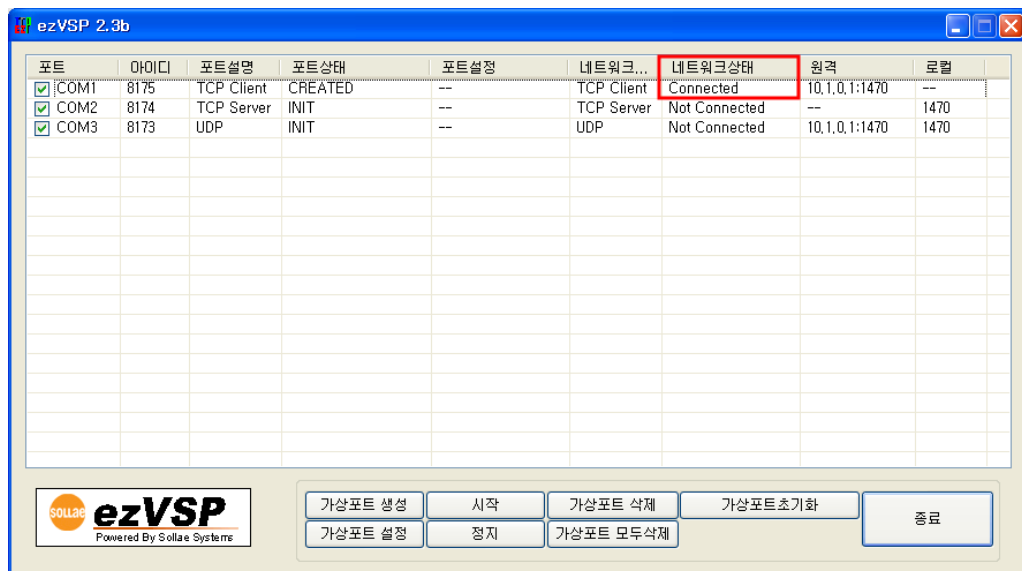 ezVSP 2.3b
포트 아이디 포트설명 포트상태 포트설정 네트워크... 네트워크상태 원격 로컬
COM1 8175 TCP Client CREATED -- TCP Client Connected 10.1.0.1:1470 --
COM2 8174 TCP Server INIT -- TCP Server Not Connected -- 1470
COM3 8173 UDP INIT -- UDP Not Connected 10.1.0.1:1470 1470
SOLLAE ezVSP
Powered By Sollae Systems
가상포트 생성 시작 가상포트 삭제 가상포트초기화
종료
가상포트 설정 정지 가상포트 모두삭제